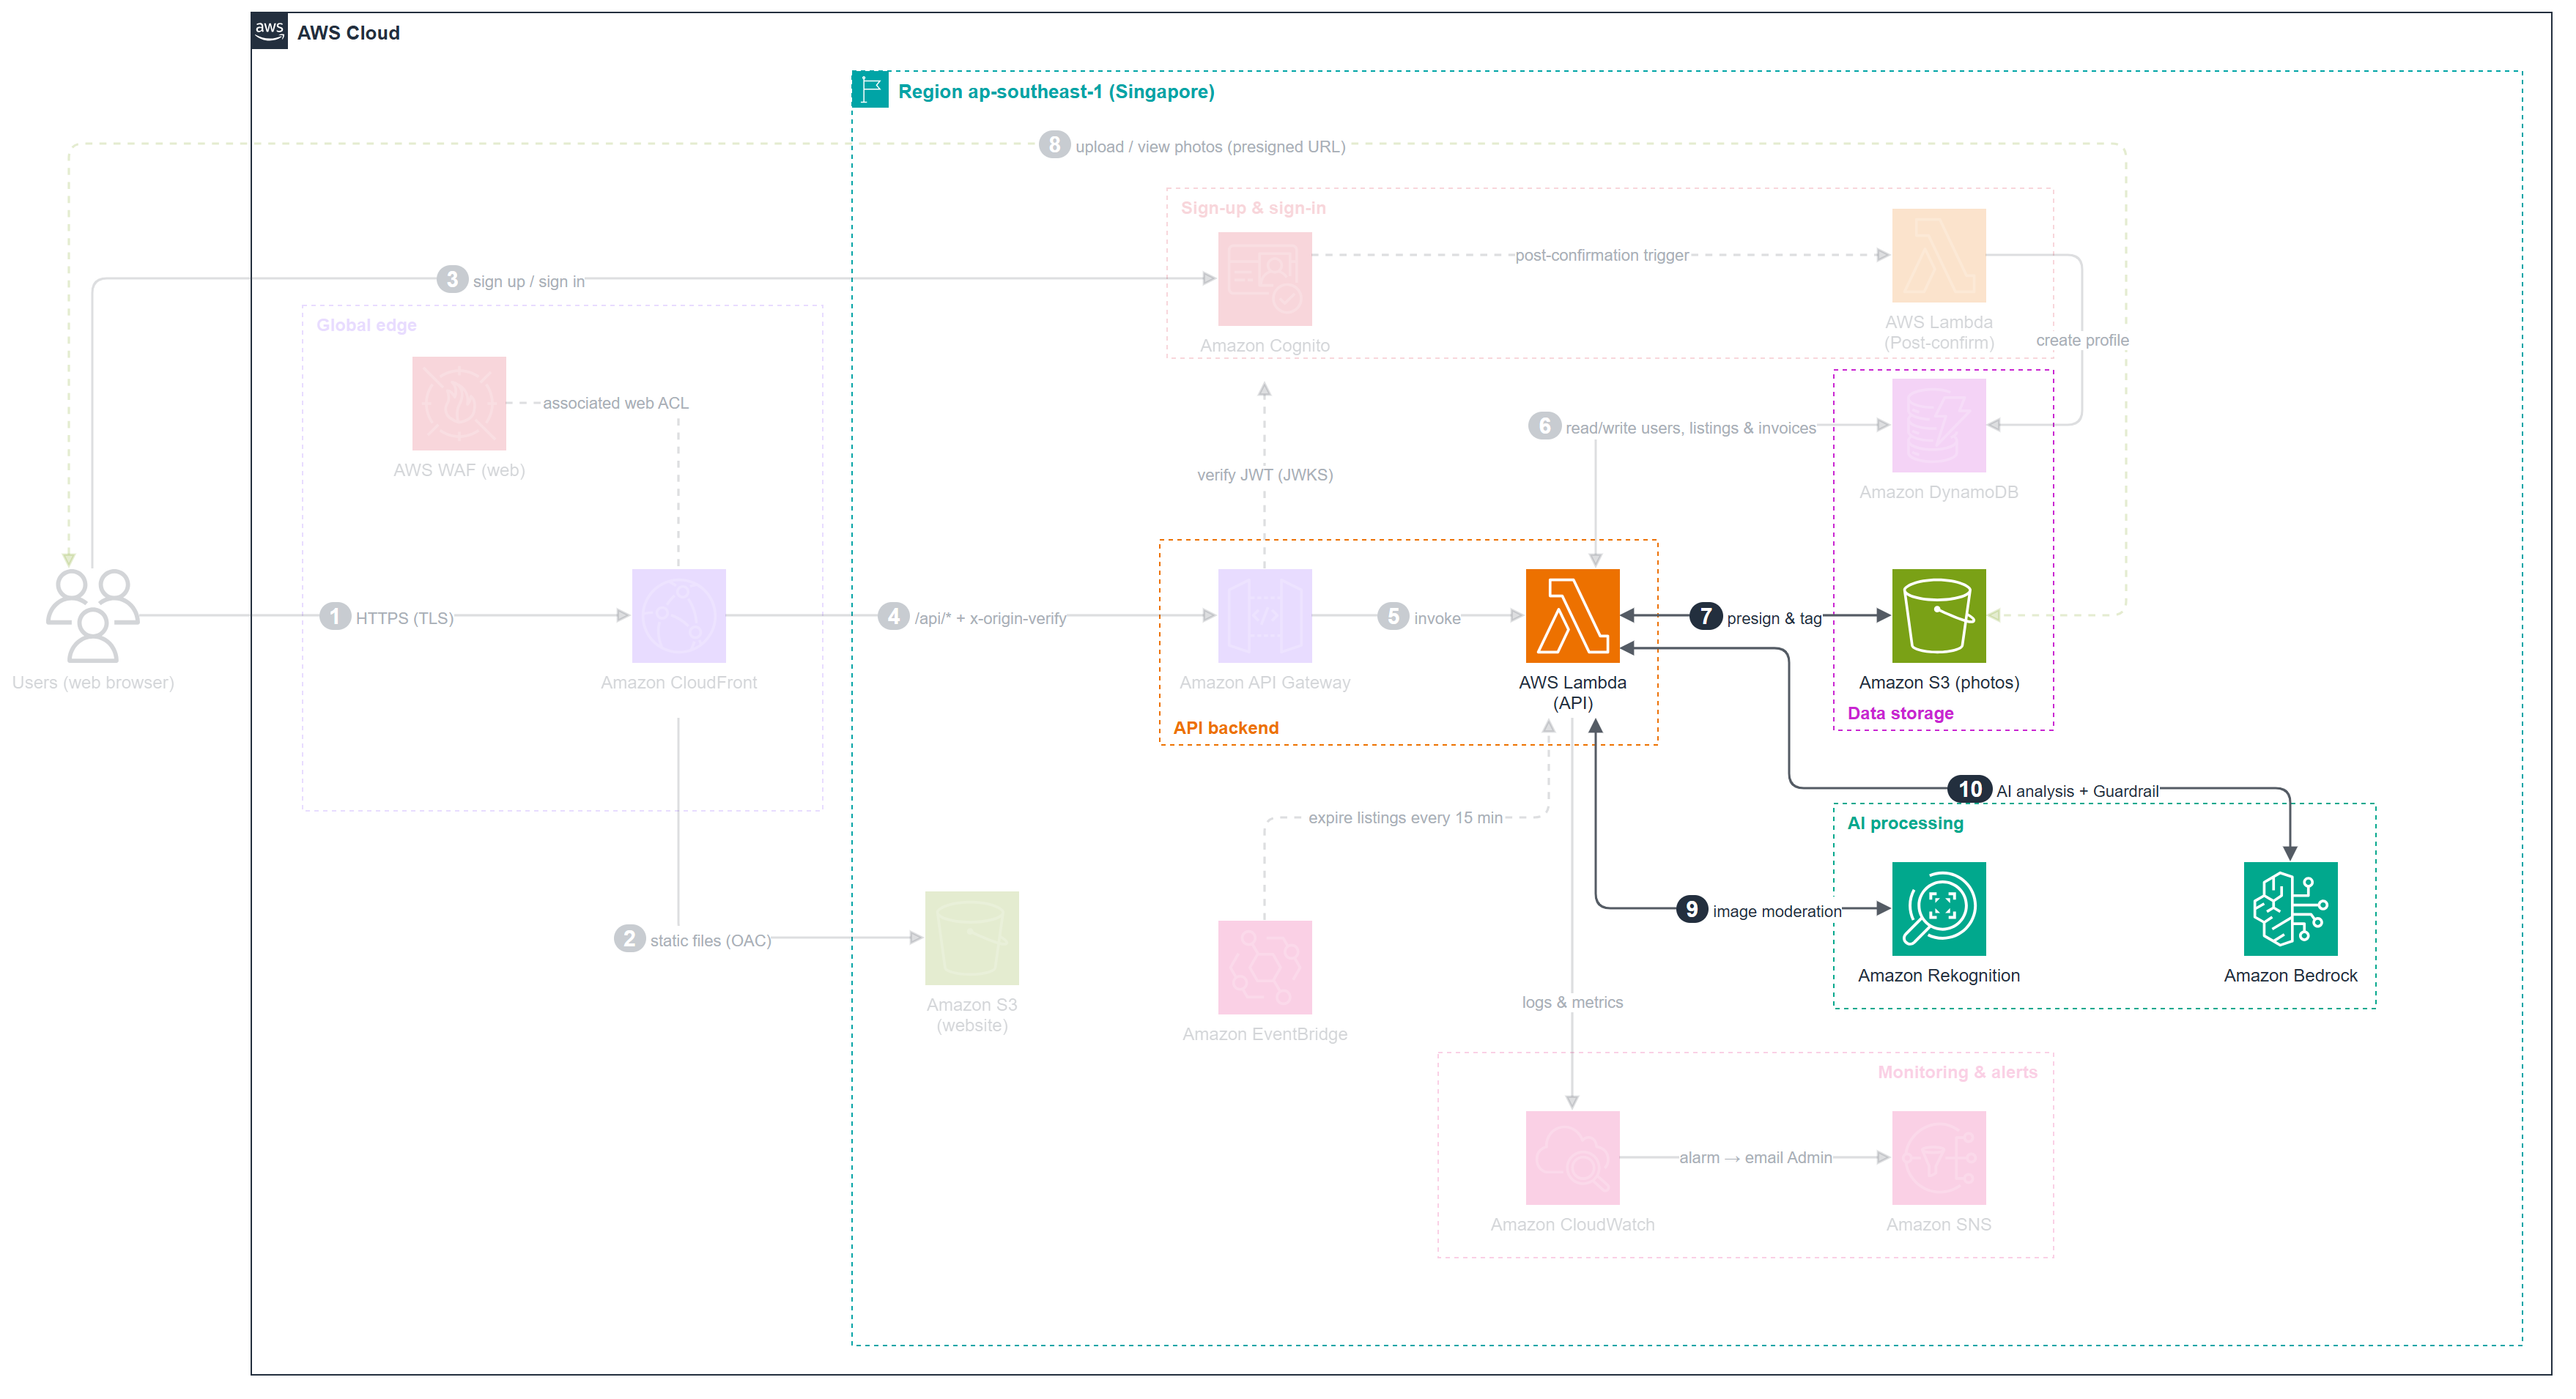 aws
AWS Cloud
Region ap-southeast-1 (Singapore)
8 upload / view photos (presigned URL)
Sign-up & sign-in
post-confirmation trigger
3 sign up / sign in
Amazon Cognito
AWS Lambda
(Post-confirm)
create profile
Global edge
associated web ACL
AWS WAF (web)
6 read/write users, listings & invoices
verify JWT (JWKS)
Amazon DynamoDB
1 HTTPS (TLS)
4 /api/* + x-origin-verify
5 invoke
7 presign & tag
Users (web browser)
Amazon CloudFront
Amazon API Gateway
AWS Lambda
(API)
Amazon S3 (photos)
Data storage
API backend
10 AI analysis + Guardrail
expire listings every 15 min
AI processing
9 image moderation
2 static files (OAC)
Amazon Rekognition
Amazon Bedrock
Amazon S3
(website)
logs & metrics
Amazon EventBridge
Monitoring & alerts
alarm → email Admin
Amazon CloudWatch
Amazon SNS